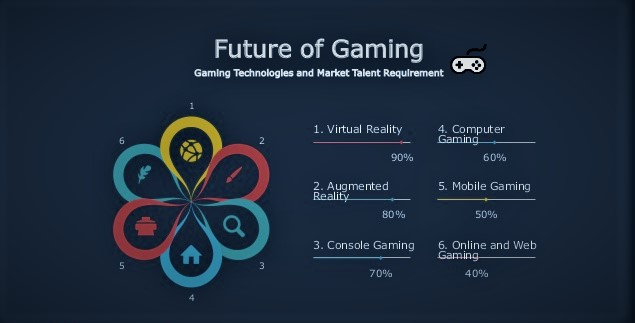 Future of Gaming
Gaming Technologies and Market Talent Requirement
1
2
3
4
5
6
1. Virtual Reality
90%
2. Augmented
Reality
80%
3. Console Gaming
70%
4. Computer
Gaming
60%
5. Mobile Gaming
50%
6. Online and Web
Gaming
40%